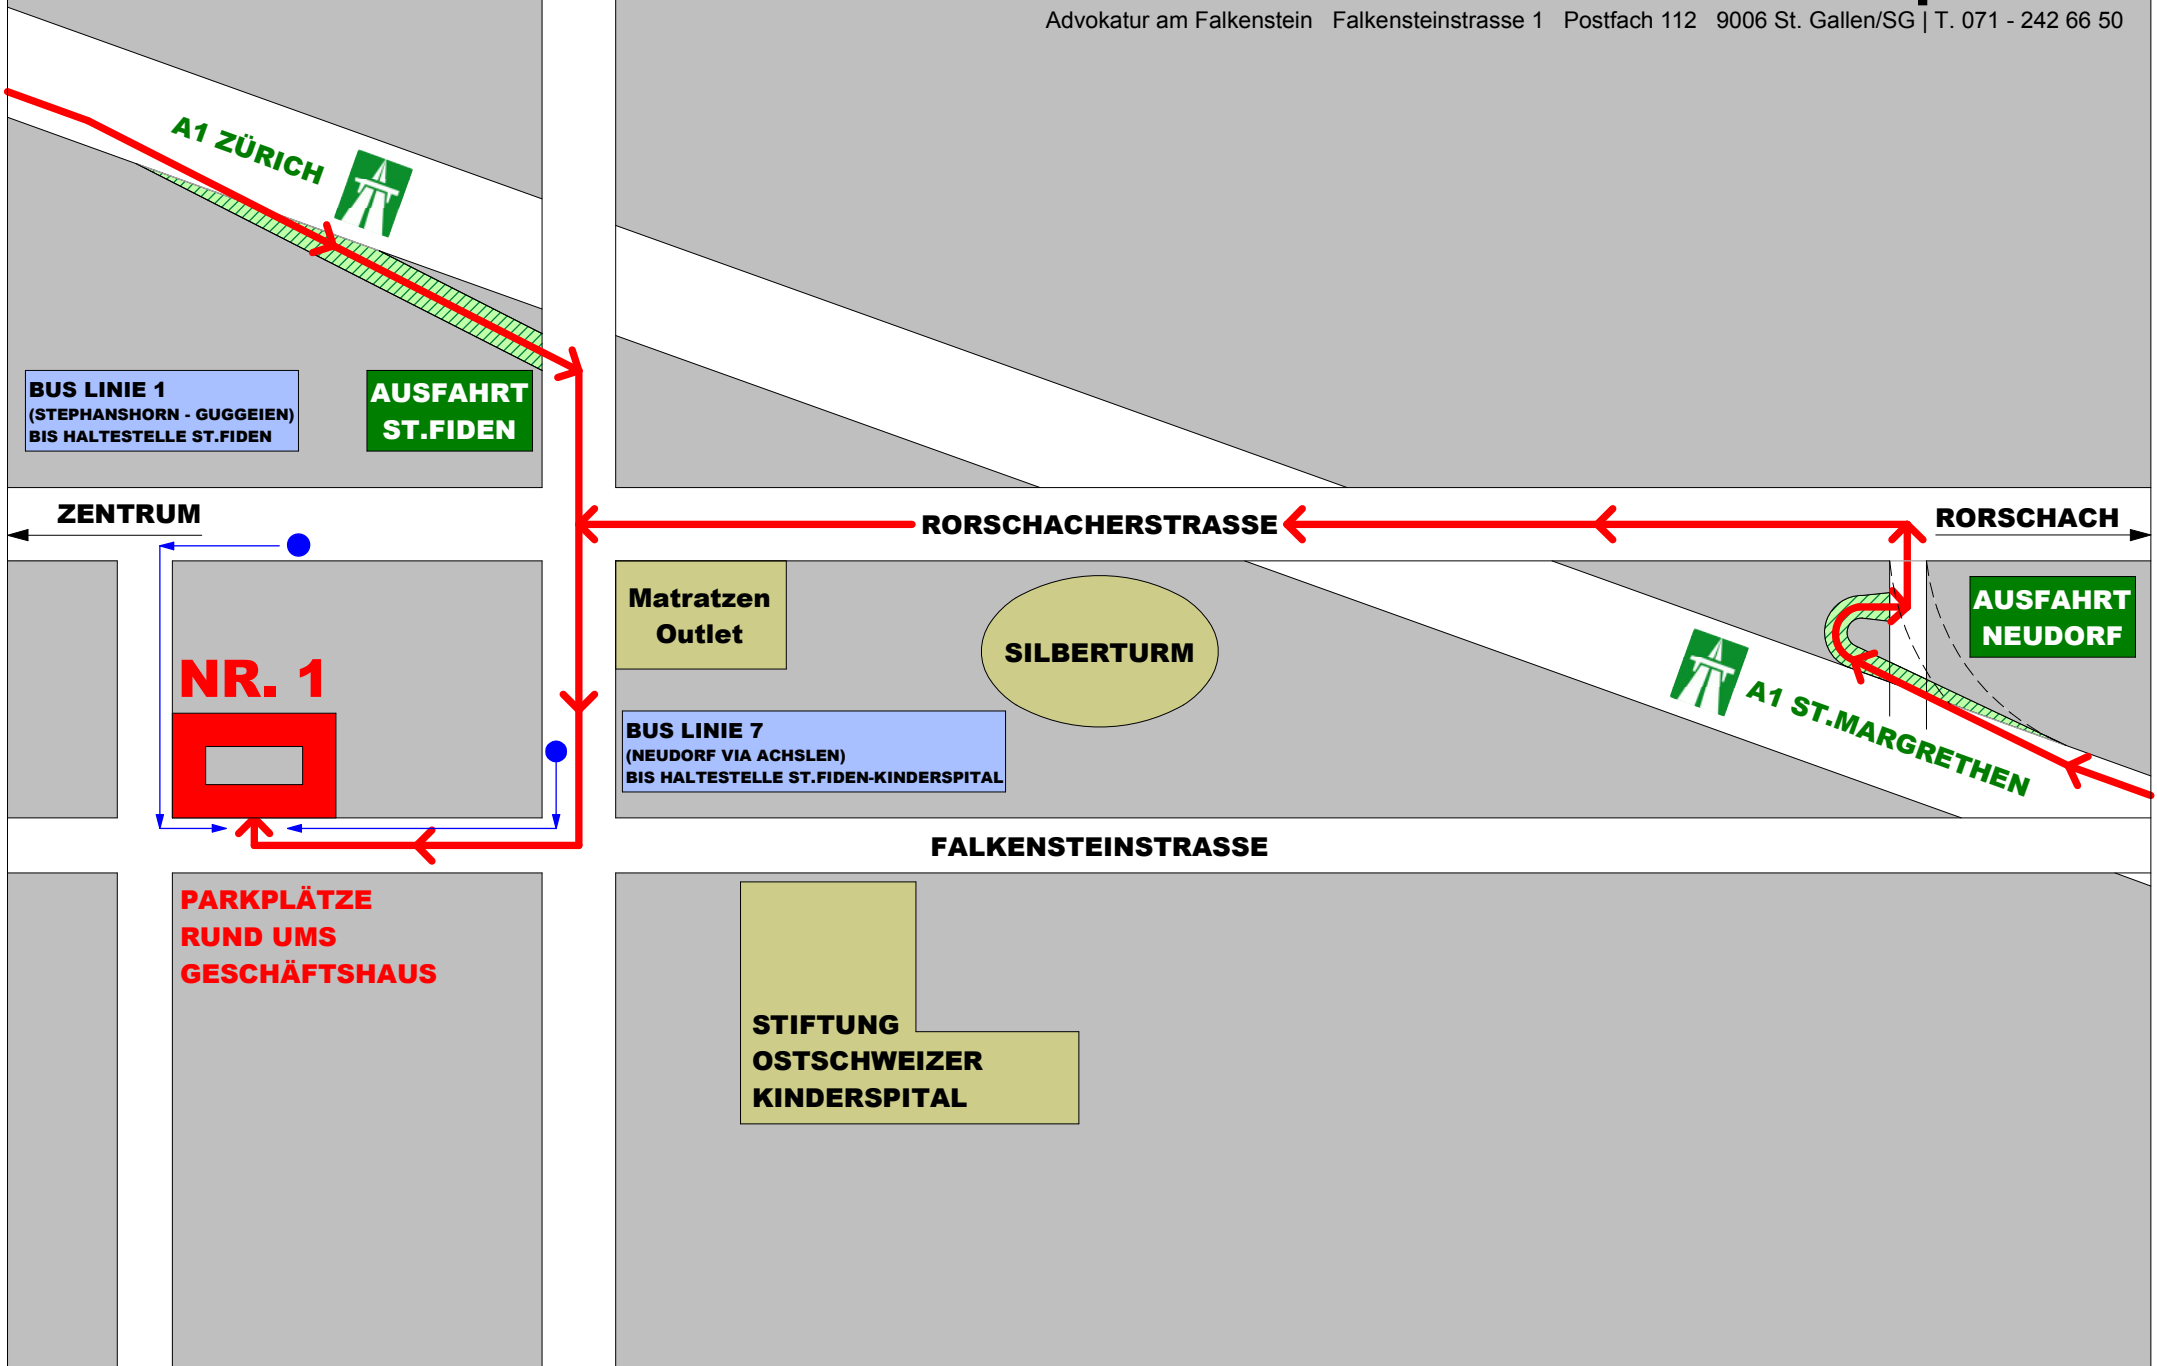 Advokatur am Falkenstein Falkensteinstrasse 1 Postfach 112 9006 St. Gallen/SG | T. 071 - 242 66 50
A1 ZÜRICH
BUS LINIE 1
(STEPHANSHORN - GUGGEIEN)
BIS HALTESTELLE ST.FIDEN
AUSFAHRT
ST.FIDEN
ZENTRUM
RORSCHACHERSTRASSE
RORSCHACH
Matratzen
Outlet
SILBERTURM
AUSFAHRT
NEUDORF
NR. 1
A1 ST.MARGRETHEN
BUS LINIE 7
(NEUDORF VIA ACHSLEN)
BIS HALTESTELLE ST.FIDEN-KINDERSPITAL
FALKENSTEINSTRASSE
PARKPLÄTZE
RUND UMS
GESCHÄFTSHAUS
STIFTUNG
OSTSCHWEIZER
KINDERSPITAL